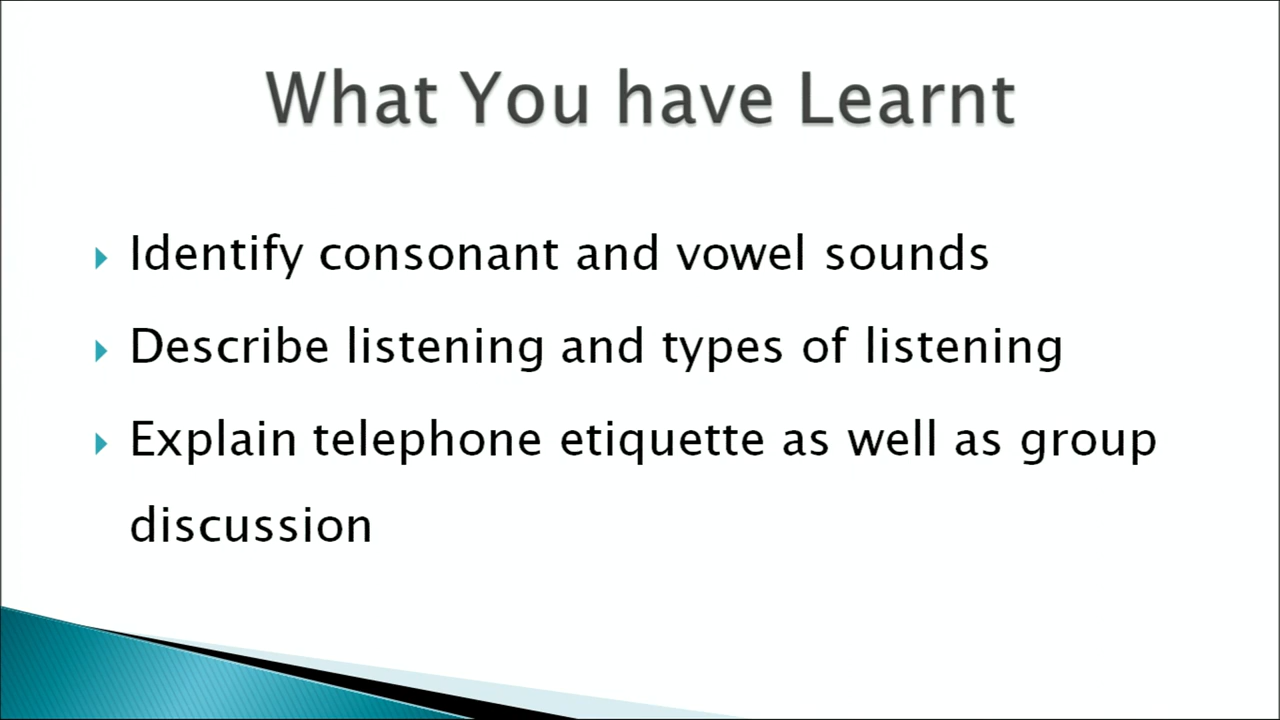 What You have Learnt
Identify consonant and vowel sounds
Describe listening and types of listening
Explain telephone etiquette as well as group
discussion